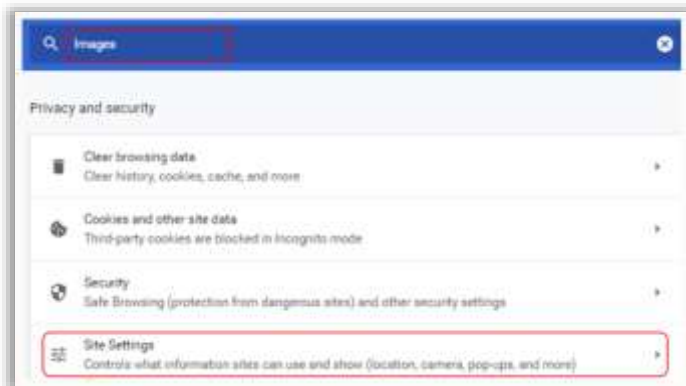 Images
Privacy and security
Clear browsing data
Clear history, cookies, cache, and more
Cookies and other site data
Third-party cookies are blocked in Incognito mode
Security
Safe Browsing (protection from dangerous sites) and other security settings
Site Settings
Controls what information sites can use and show (location, camera, pop-ups, and more)